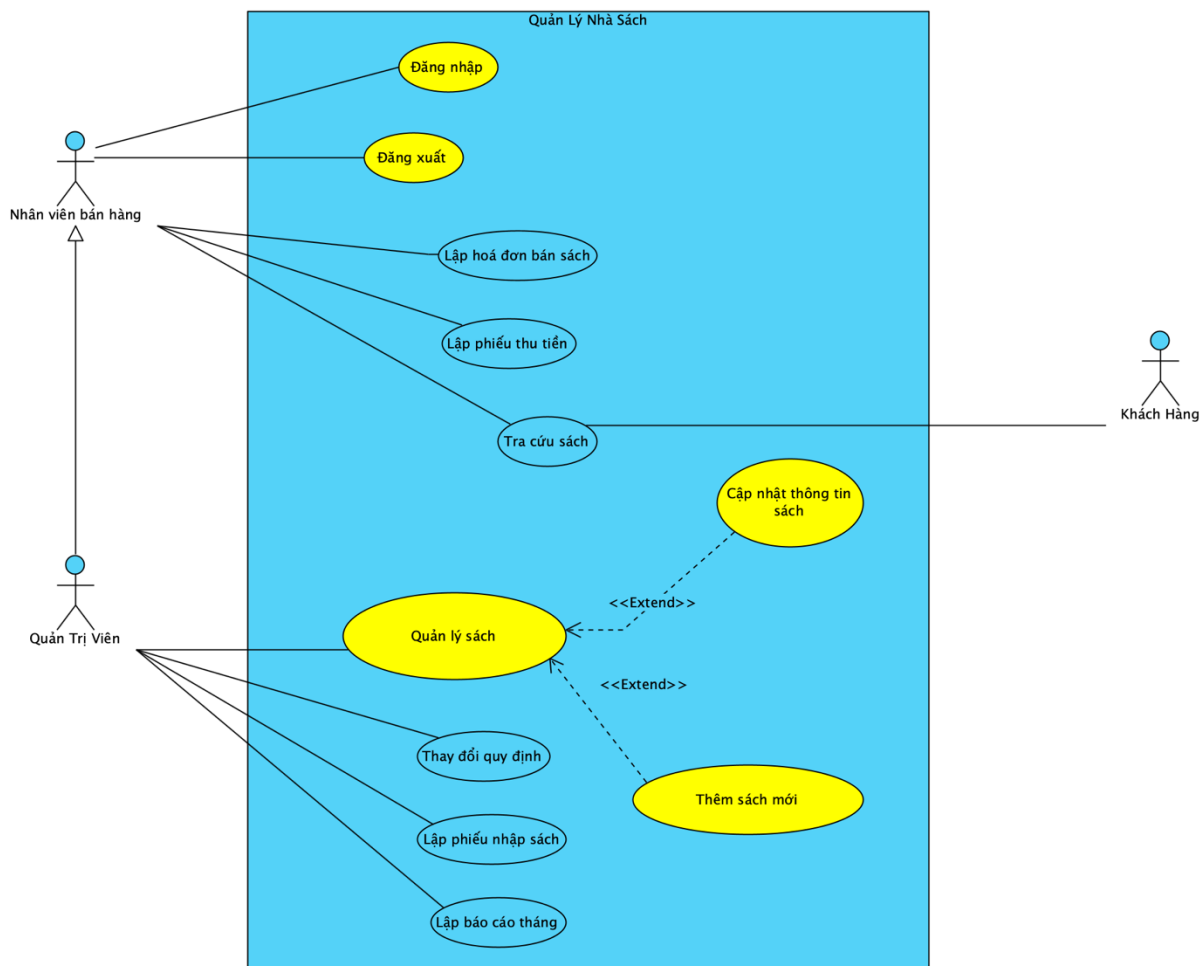 Quản Lý Nhà Sách
Đăng nhập
Đăng xuất
Nhân viên bán hàng
Lập hoá đơn bán sách
Lập phiếu thu tiền
Khách Hàng
Tra cứu sách
Cập nhật thông tin
sách
<<Extend>>
Quản lý sách
Quản Trị Viên
<<Extend>>
Thay đổi quy định
Thêm sách mới
Lập phiếu nhập sách
Lập báo cáo tháng